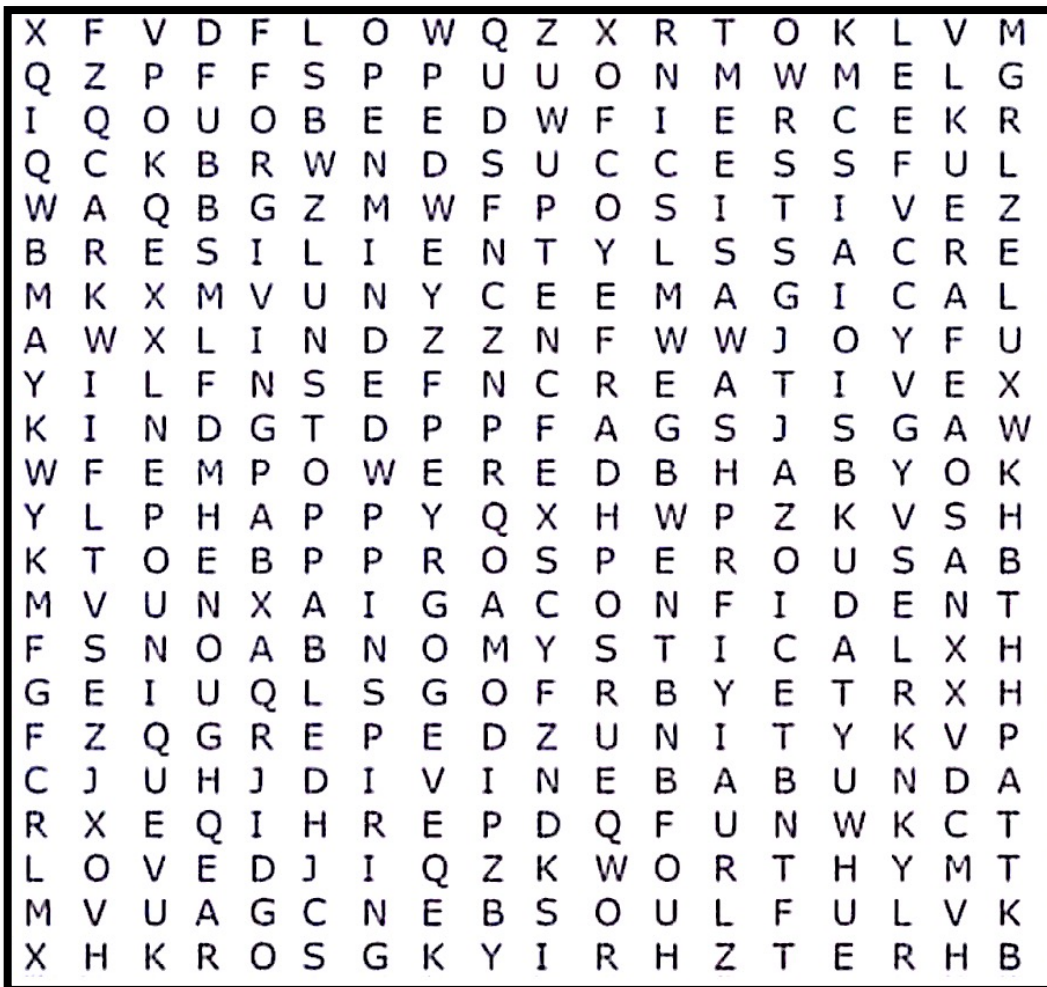 X F V D F L O W Q Z X R T O K L V M
Q Z P F F S P P U U O N M W M E L G
I Q O U O B E E D W F I E R C E K R
Q C K B R W N D S U C C E S S F U L
W A Q B G Z M W F P O S I T I V E Z
B R E S I L I E N T Y L S S A C R E
M K X M V U N Y C E E M A G I C A L
A W X L I N D Z Z N F W W J O Y F U
Y I L F N S E F N C R E A T I V E X
K I N D G T D P P F A G S J S G A W
W F E M P O W E R E D B H A B Y O K
Y L P H A P P Y Q X H W P Z K V S H
K T O E B P P R O S P E R O U S A B
M V U N X A I G A C O N F I D E N T
F S N O A B N O M Y S T I C A L X H
G E I U Q L S G O F R B Y E T R X H
F Z Q G R E P E D Z U N I T Y K V P
C J U H J D I V I N E B A B U N D A
R X E Q I H R E P D Q F U N W K C T
L O V E D J I Q Z K W O R T H Y M T
M V U A G C N E B S O U L F U L V K
X H K R O S G K Y I R H Z T E R H B